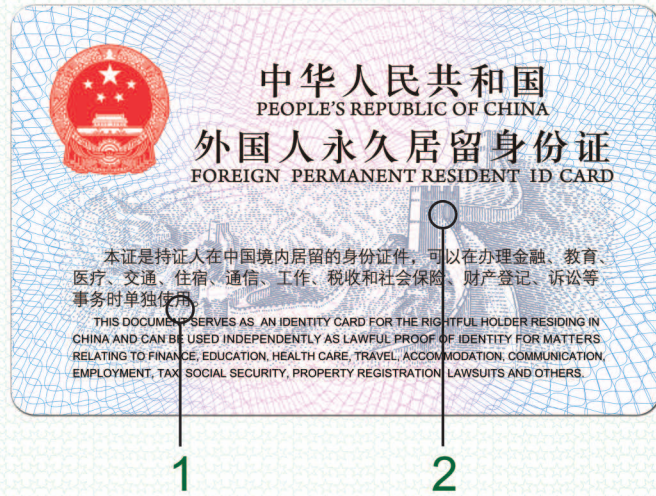 中华人民共和国
PEOPLE'S REPUBLIC OF CHINA
外国人永久居留身份证
FOREIGN PERMANENT RESIDENT ID CARD
本证是持证人在中国境内居留的身份证件，可以在办理金融、教育、
医疗、交通、住宿、通信、工作、税收和社会保险、财产登记、诉讼等
事务时单独使用。
THIS DOCUMENT SERVES AS AN IDENTITY CARD FOR THE RIGHTFUL HOLDER RESIDING IN
CHINA AND CAN BE USED INDEPENDENTLY AS LAWFUL PROOF OF IDENTITY FOR MATTERS
RELATING TO FINANCE, EDUCATION, HEALTH CARE, TRAVEL, ACCOMMODATION, COMMUNICATION,
EMPLOYMENT, TAX, SOCIAL SECURITY, PROPERTY REGISTRATION, LAWSUITS AND OTHERS.
1 2